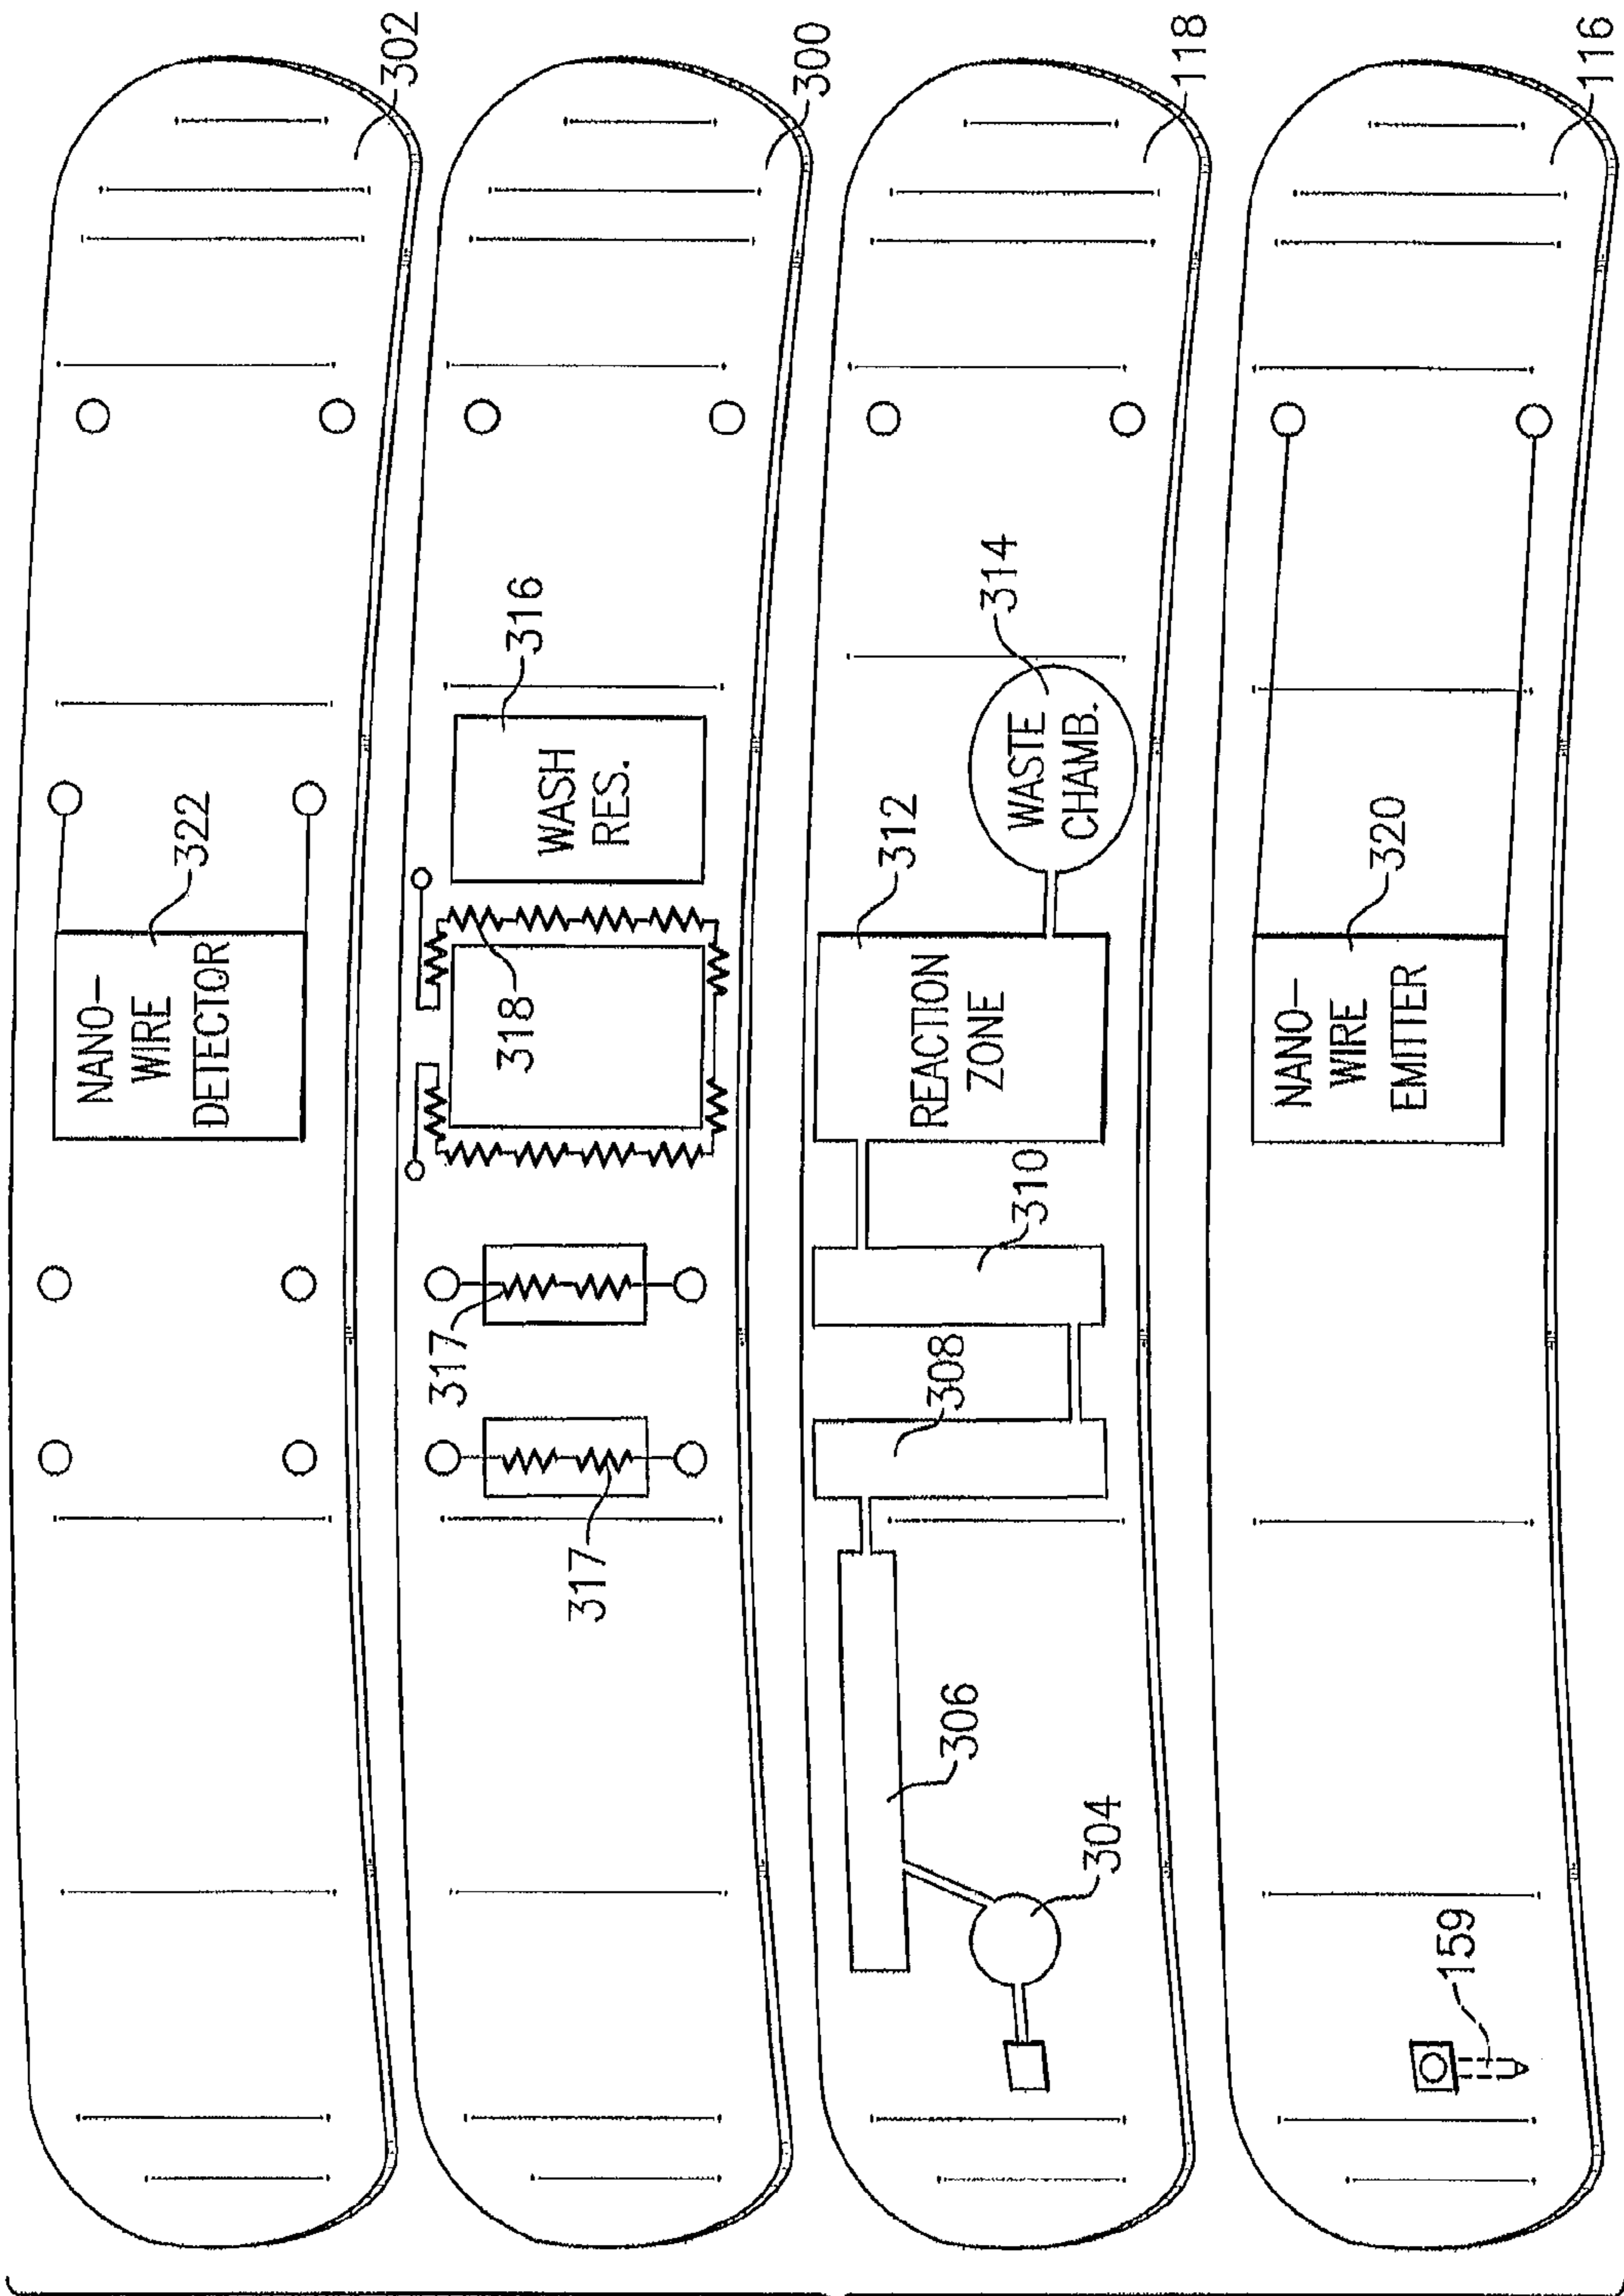 302
NANO-
WIRE
DETECTOR
322
300
WASH
RES.
316
318
317
317
118
WASTE
CHAMB.
314
REACTION
ZONE
312
310
308
306
304
116
NANO-
WIRE
EMITTER
320
159